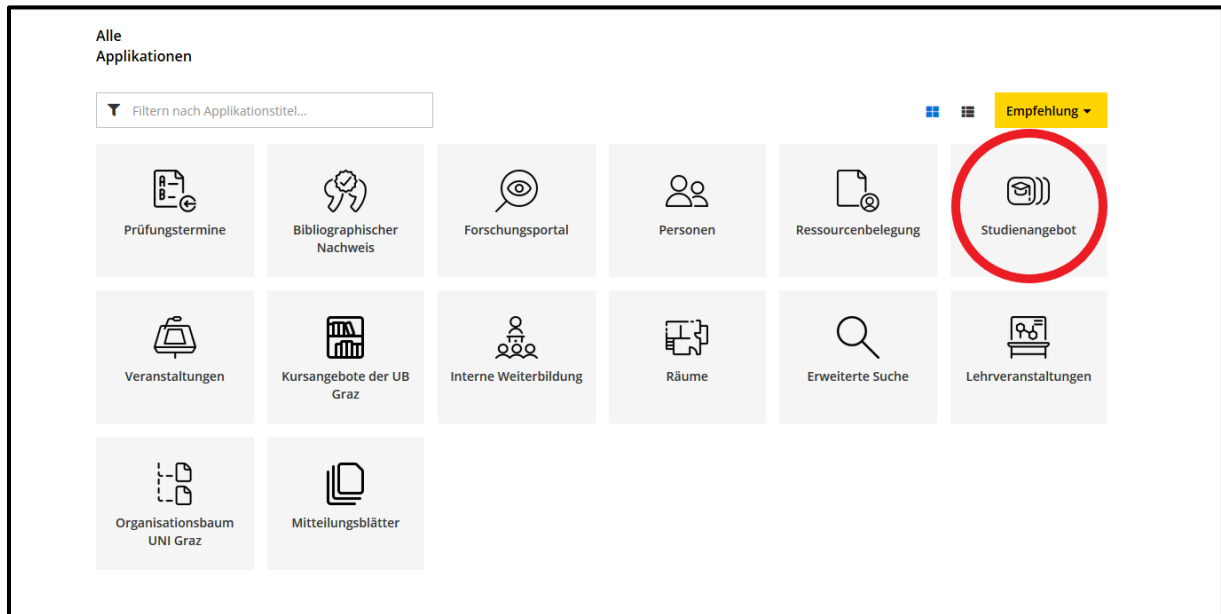 Alle
Applikationen
Filtern nach Applikationstitel...
Empfehlung
Prüfungstermine
Bibliographischer
Nachweis
Forschungsportal
Personen
Ressourcenbelegung
Studienangebot
Veranstaltungen
Kursangebote der UB
Graz
Interne Weiterbildung
Räume
Erweiterte Suche
Lehrveranstaltungen
Organisationsbaum
UNI Graz
Mitteilungsblätter